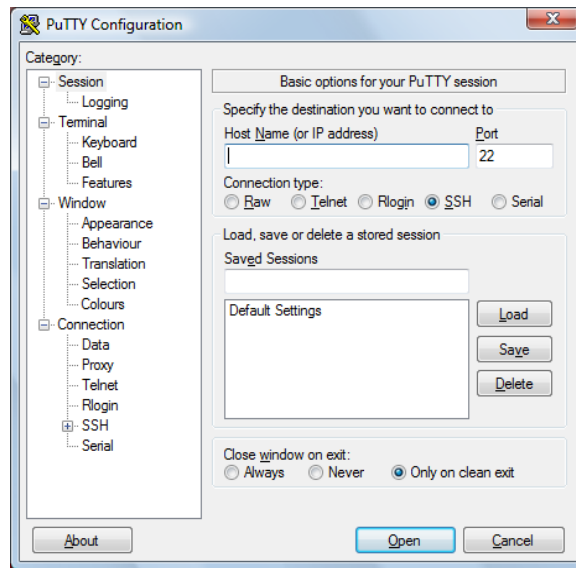 PuTTY Configuration
Category:
Session
Logging
Terminal
Keyboard
Bell
Features
Window
Appearance
Behaviour
Translation
Selection
Colours
Connection
Data
Proxy
Telnet
Rlogin
SSH
Serial
Basic options for your PuTTY session
Specify the destination you want to connect to
Host Name (or IP address) Port
22
Connection type:
Raw Telnet Rlogin SSH Serial
Load, save or delete a stored session
Saved Sessions
Default Settings
Load
Save
Delete
Close window on exit:
Always Never Only on clean exit
About Open Cancel